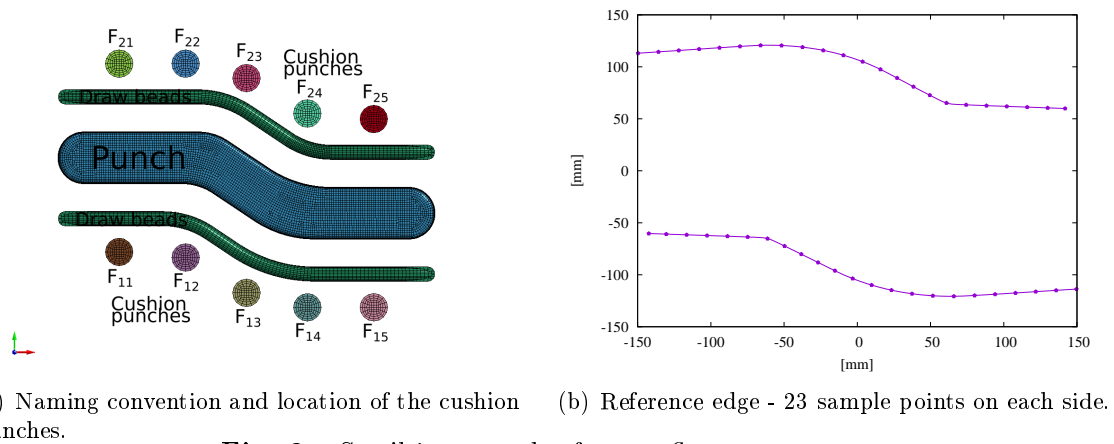 F21 F22 F23 Cushion
punches
F24 F25
Draw beads
Punch
Draw beads
F11 F12 F13 F14 F15
Cushion
punches
150
100
50
0
-50
-100
-150
[mm]
-150 -100 -50 0 50 100 150
[mm]
) Naming convention and location of the cushion
nches.
(b) Reference edge - 23 sample points on each side.